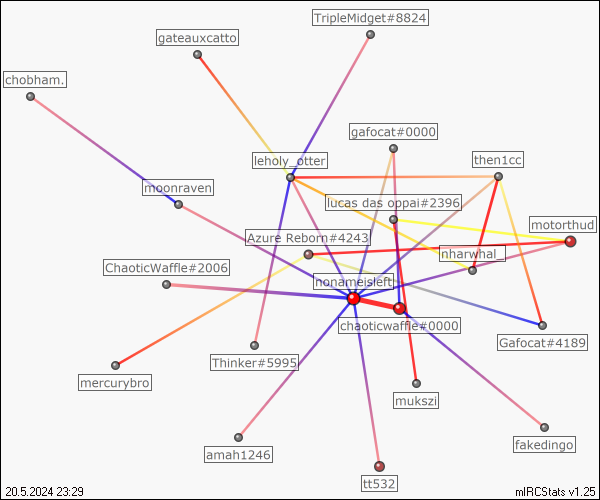 TripleMidget#8824
gateauxcatto
chobham.
gafocat#0000
leholy_otter
then1cc
moonraven
lucas das oppai#2396
motorthud
Azure Reborn#4243
nharwhal_
ChaoticWaffle#2006
nonameisleft
chaoticwaffle#0000
Gafocat#4189
Thinker#5995
mercurybro
mukszi
fakedingo
amah1246
tt532
20.5.2024 23:29
mIRCStats v1.25